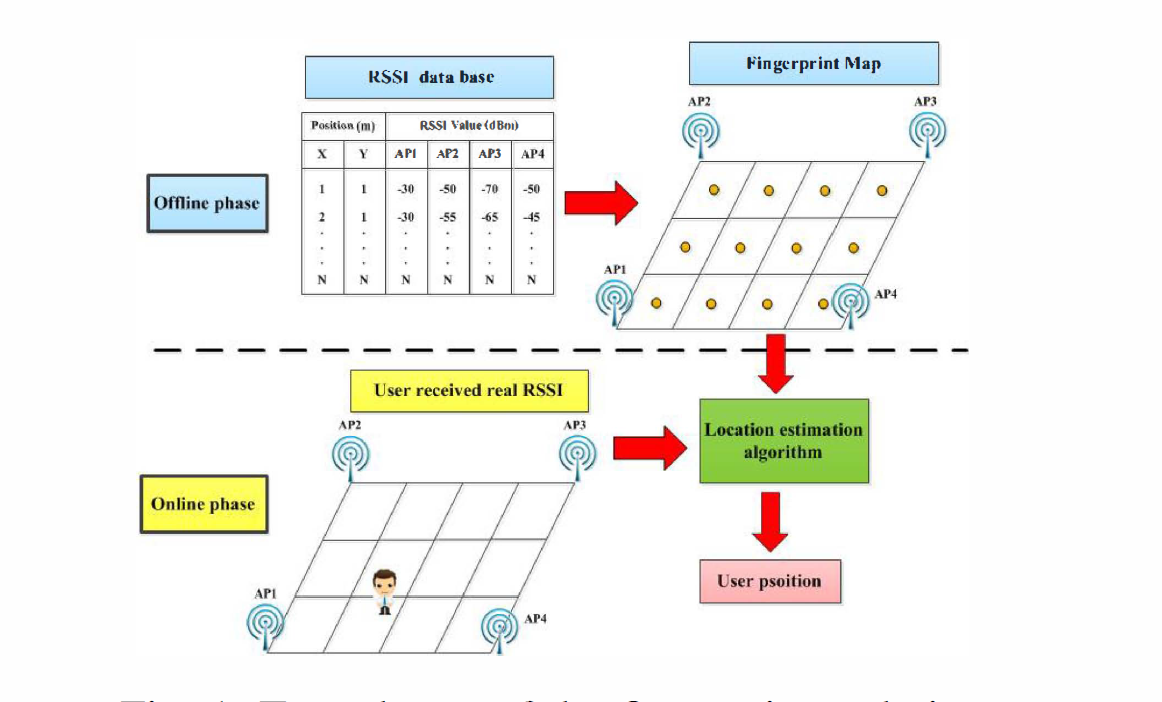 Fingerprint Map
RSSI data base
AP2
AP3
Position (m) RSSI Value (dBm)
X Y AP1 AP2 AP3 AP4
1 1 -30 -50 -70 -50
Offline phase
2 1 -30 -55 -65 -45
. . . . . .
. . . . . .
. . . . . .
N N N N N N
AP1
AP4
User received real RSSI
AP2
AP3
Location estimation
algorithm
Online phase
User psoition
AP1
AP4